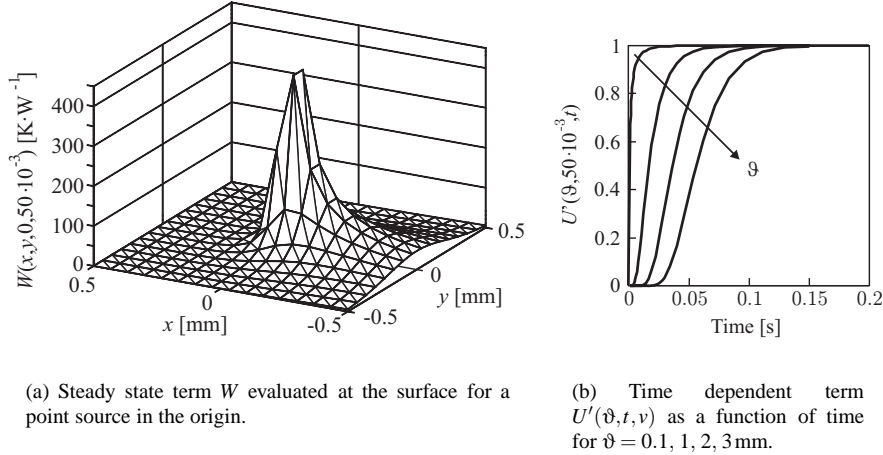 W(x,y,0,50·10⁻³) [K·W⁻¹]
400
300
200
100
0
0.5
0
-0.5
x [mm]
-0.5
0
0.5
y [mm]
U'(ϑ,50·10⁻³,t)
1
0.8
0.6
0.4
0.2
0
ϑ
0
0.05
0.1
0.15
0.2
Time [s]
(a) Steady state term W evaluated at the surface for a
point source in the origin.
(b) Time dependent term
U′(ϑ,t,v) as a function of time
for ϑ = 0.1, 1, 2, 3mm.